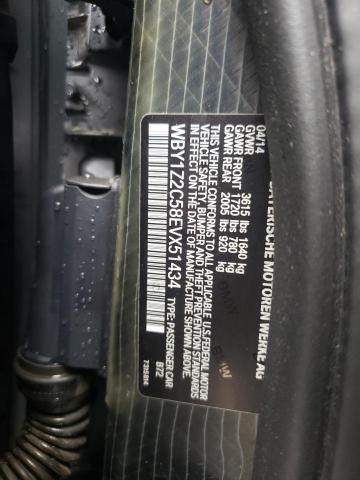 BAYERISCHE MOTOREN WERKE AG
04/14
GVWR 3615 lbs 1640 kg
GAWR FRONT 1720 lbs 780 kg
GAWR REAR 2005 lbs 920 kg
THIS VEHICLE CONFORMS TO ALL APPLICABLE U.S. FEDERAL MOTOR
VEHICLE SAFETY, BUMPER AND THEFT PREVENTION STANDARDS
IN EFFECT ON THE DATE OF MANUFACTURE SHOWN ABOVE.
WBY1Z2C58EVX51434 TYPE: PASSENGER CAR
B72